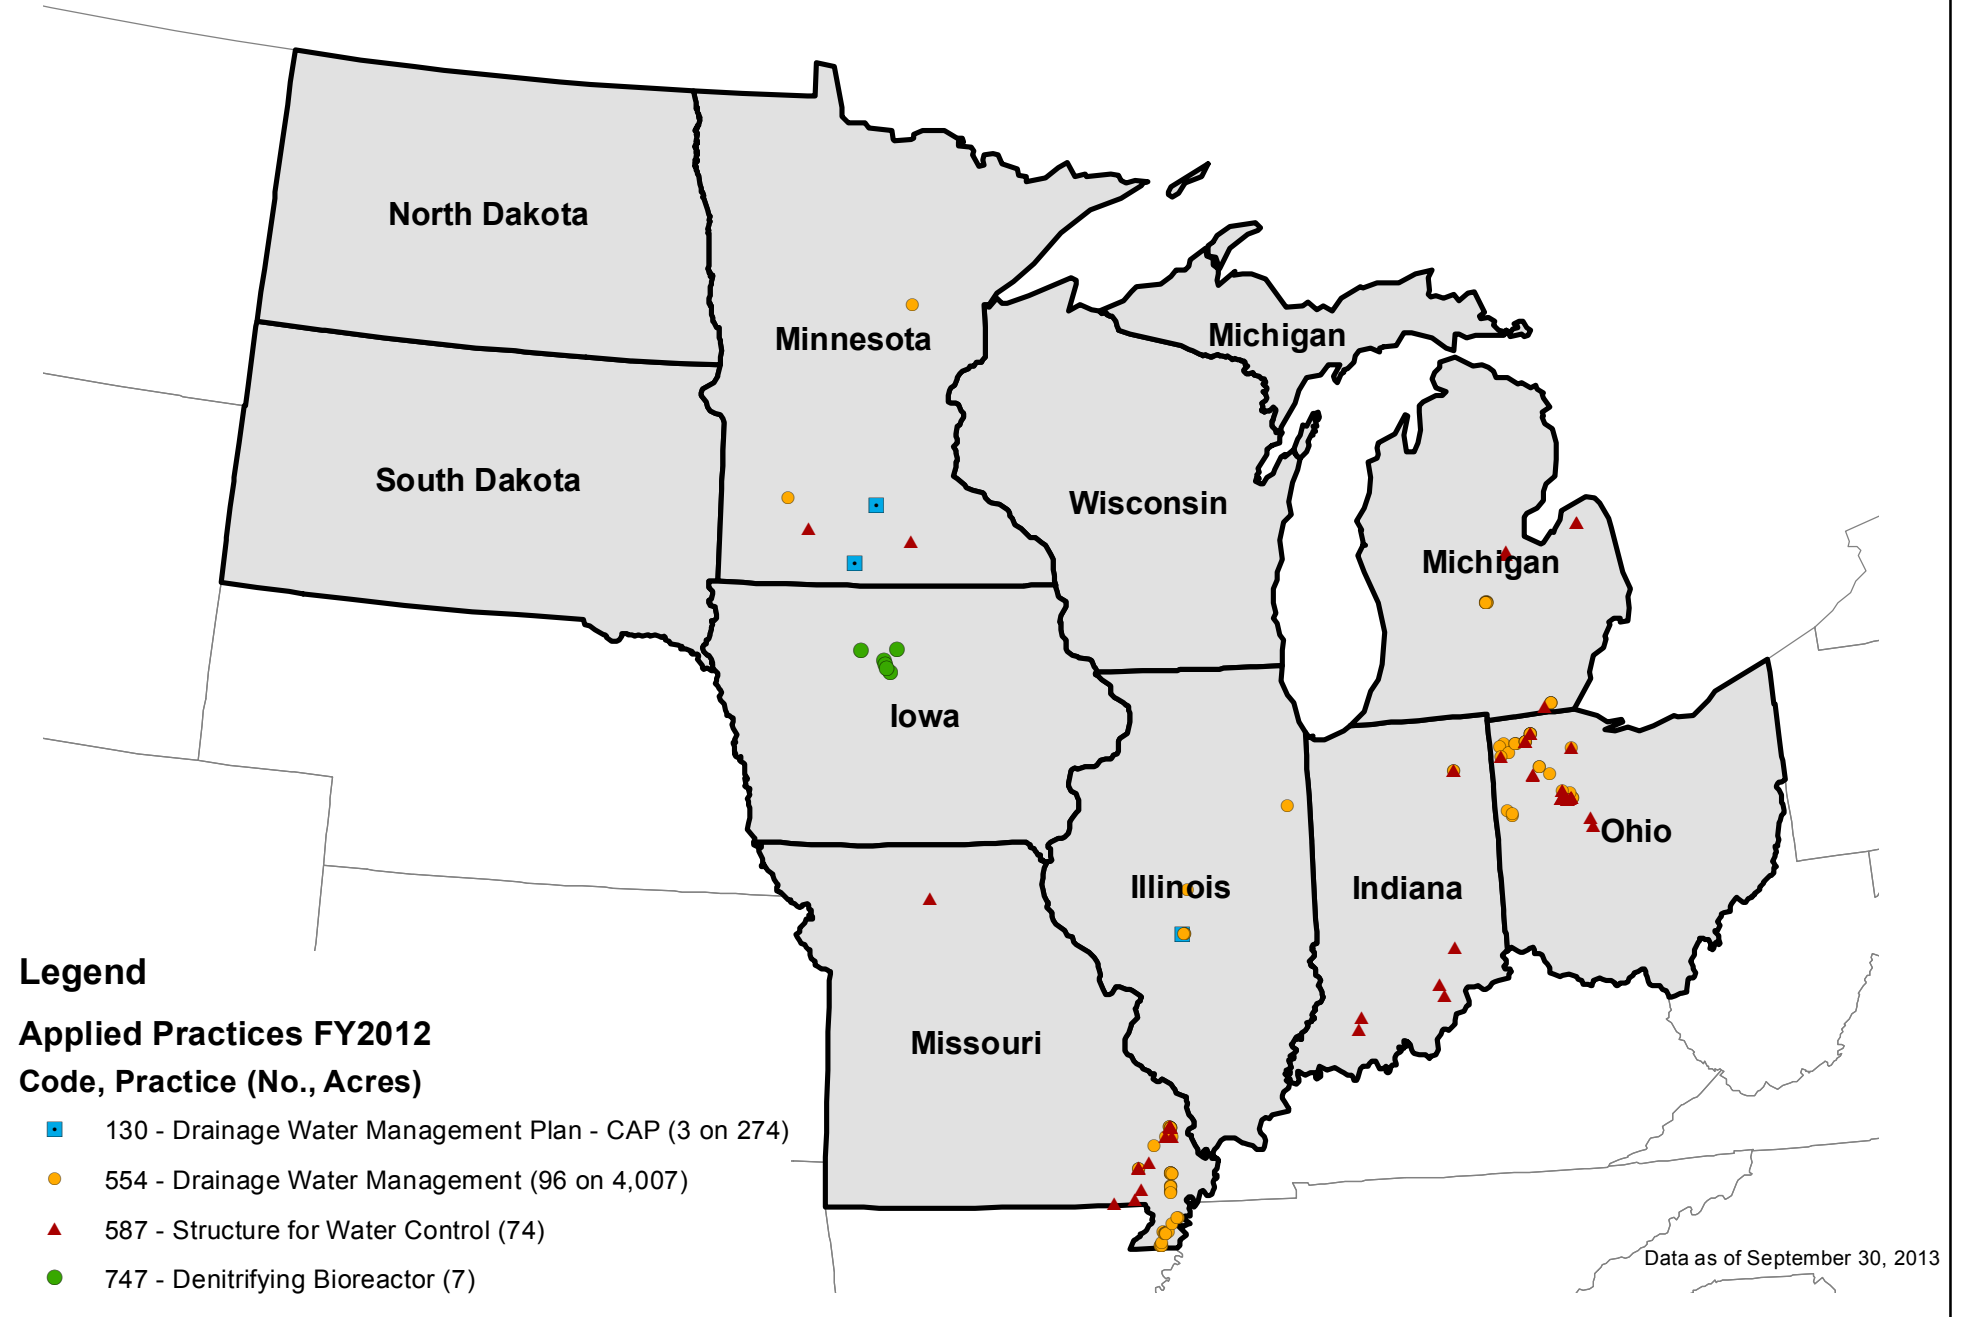 North Dakota
Minnesota
Michigan
South Dakota
Wisconsin
Michigan
Iowa
Ohio
Illinois
Indiana
Missouri
Legend
Applied Practices FY2012
Code, Practice (No., Acres)
130 - Drainage Water Management Plan - CAP (3 on 274)
554 - Drainage Water Management (96 on 4,007)
587 - Structure for Water Control (74)
747 - Denitrifying Bioreactor (7)
Data as of September 30, 2013